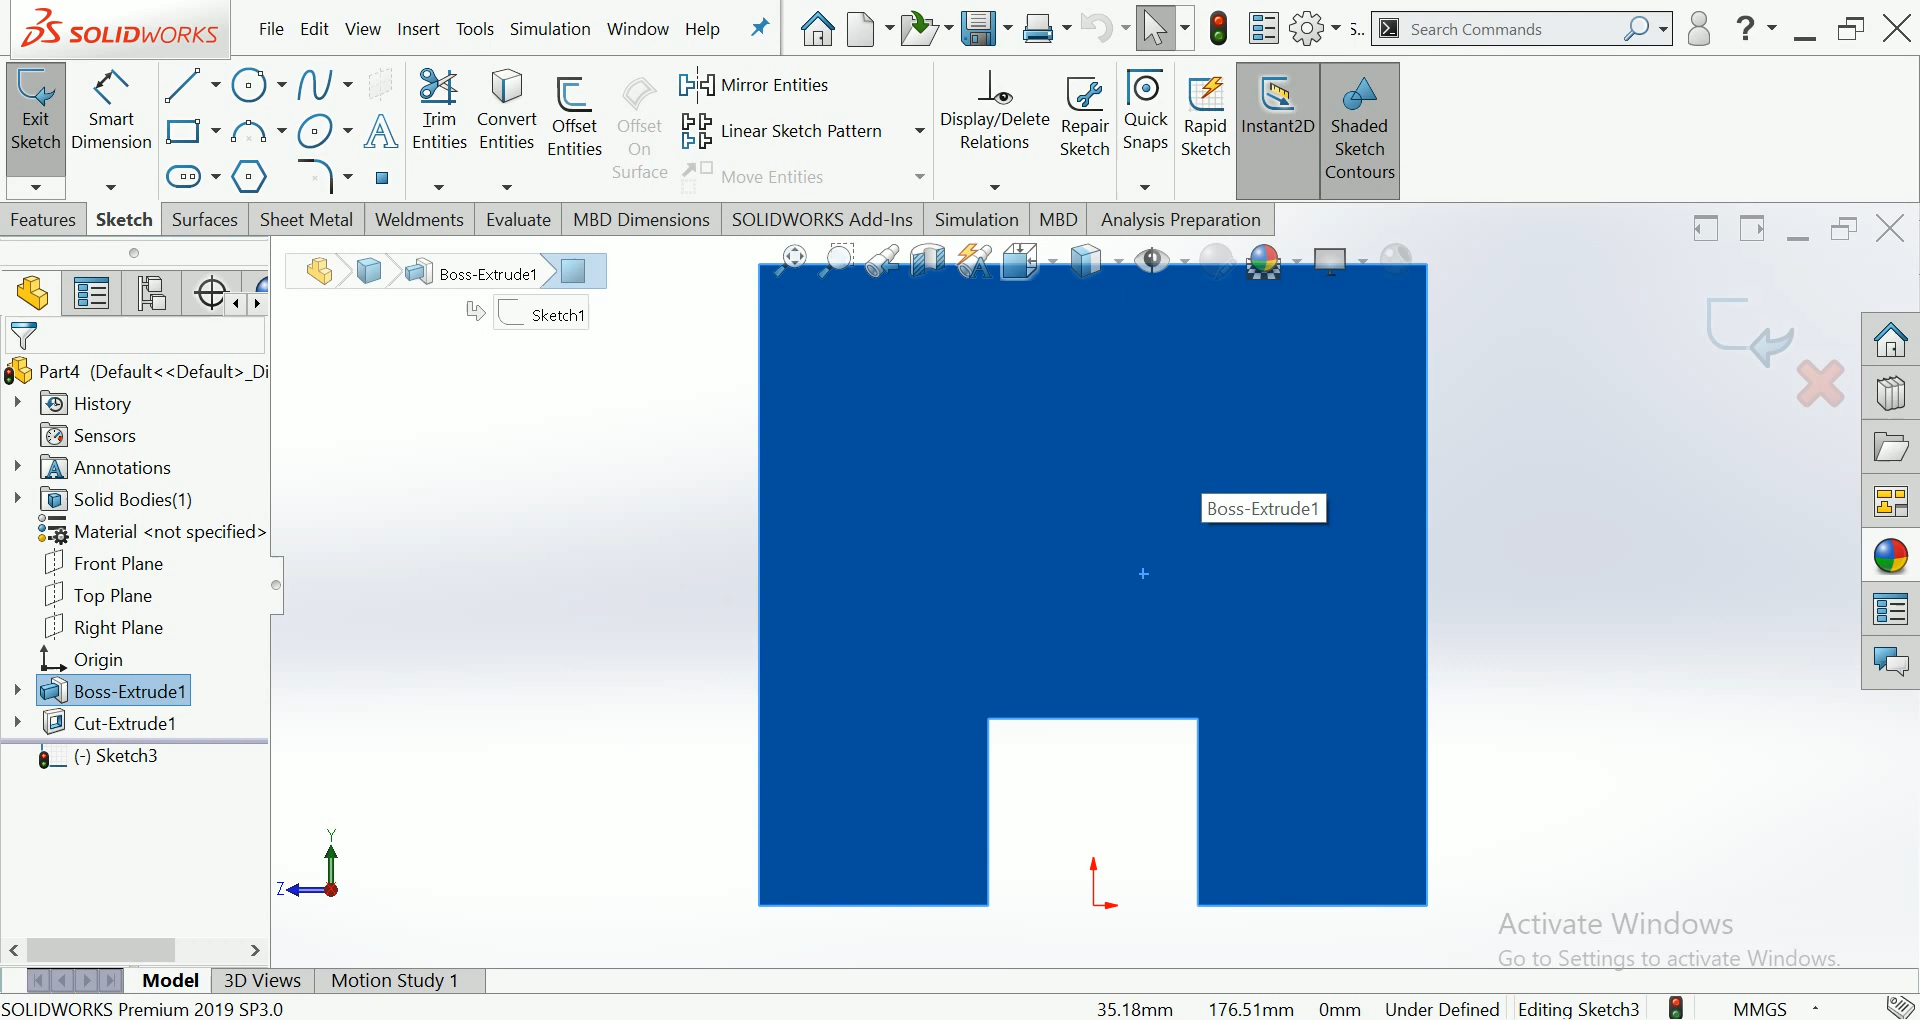 SOLIDWORKS
File Edit View Insert Tools Simulation Window Help
S..
Search Commands
Exit Sketch
Smart Dimension
Trim Entities
Convert Entities
Offset Entities
Offset On Surface
Mirror Entities
Linear Sketch Pattern
Move Entities
Display/Delete Relations
Repair Sketch
Quick Snaps
Rapid Sketch
Instant2D
Shaded Sketch Contours
Features Sketch Surfaces Sheet Metal Weldments Evaluate MBD Dimensions SOLIDWORKS Add-Ins Simulation MBD Analysis Preparation
Boss-Extrude1
Sketch1
Part4 (Default<<Default>_Di
History
Sensors
Annotations
Solid Bodies(1)
Material <not specified>
Front Plane
Top Plane
Right Plane
Origin
Boss-Extrude1
Cut-Extrude1
(-) Sketch3
Boss-Extrude1
Y
Z
Activate Windows
Go to Settings to activate Windows.
Model 3D Views Motion Study 1
SOLIDWORKS Premium 2019 SP3.0
35.18mm 176.51mm 0mm Under Defined Editing Sketch3 MMGS